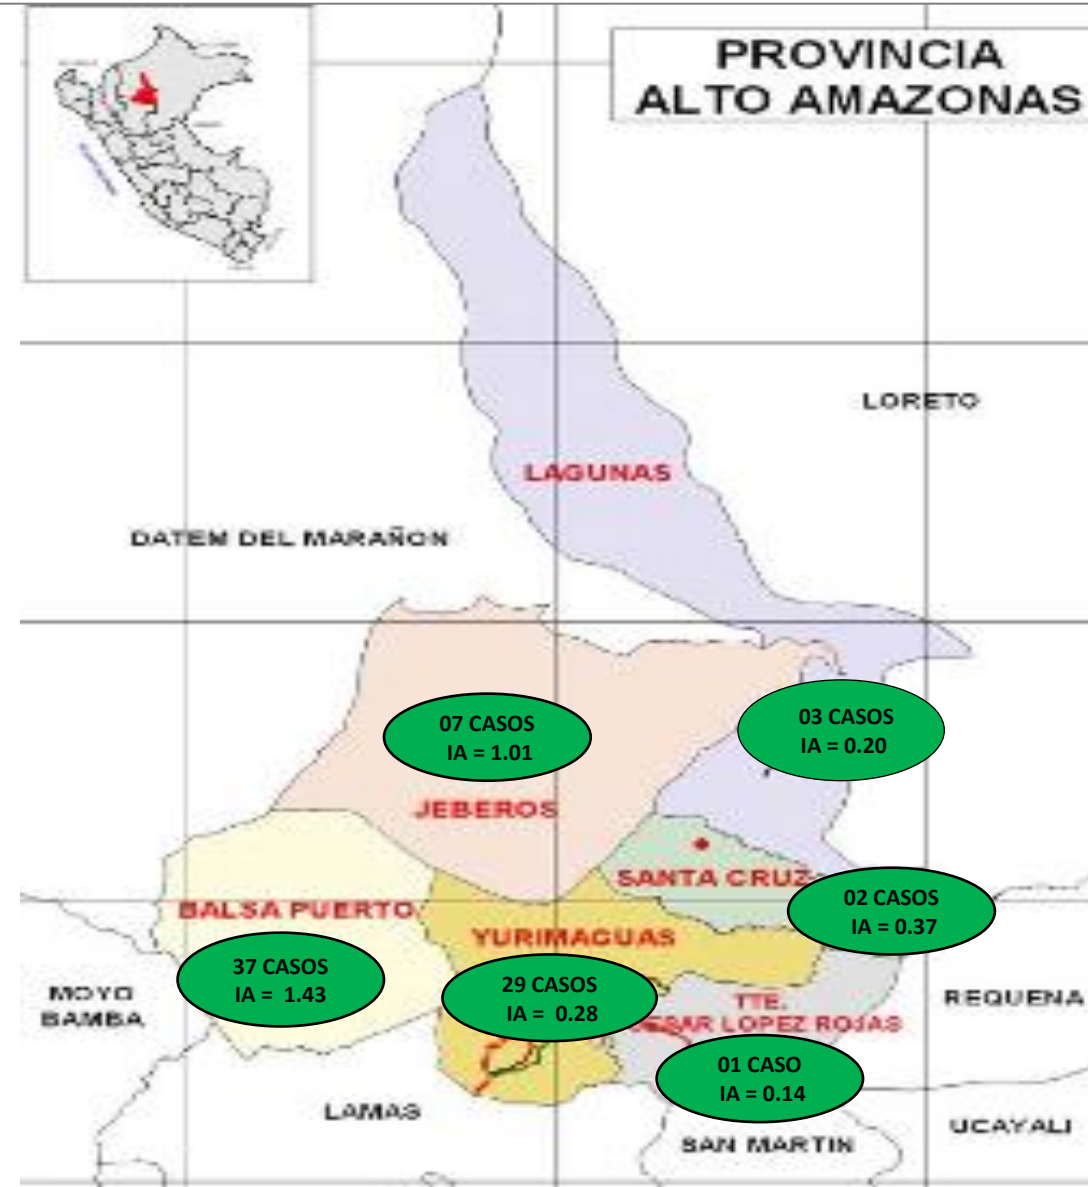 PROVINCIA
ALTO AMAZONAS
LORETO
LAGUNAS
DATEM DEL MARAÑON
07 CASOS
IA = 1.01
03 CASOS
IA = 0.20
JEBEROS
SANTA CRUZ
02 CASOS
IA = 0.37
BALSA PUERTO
YURIMAGUAS
37 CASOS
IA = 1.43
29 CASOS
IA = 0.28
MOYO
BAMBA
TTE.
ESAR LOPEZ ROJAS
REQUENA
01 CASO
IA = 0.14
LAMAS
SAN MARTIN
UCAYALI